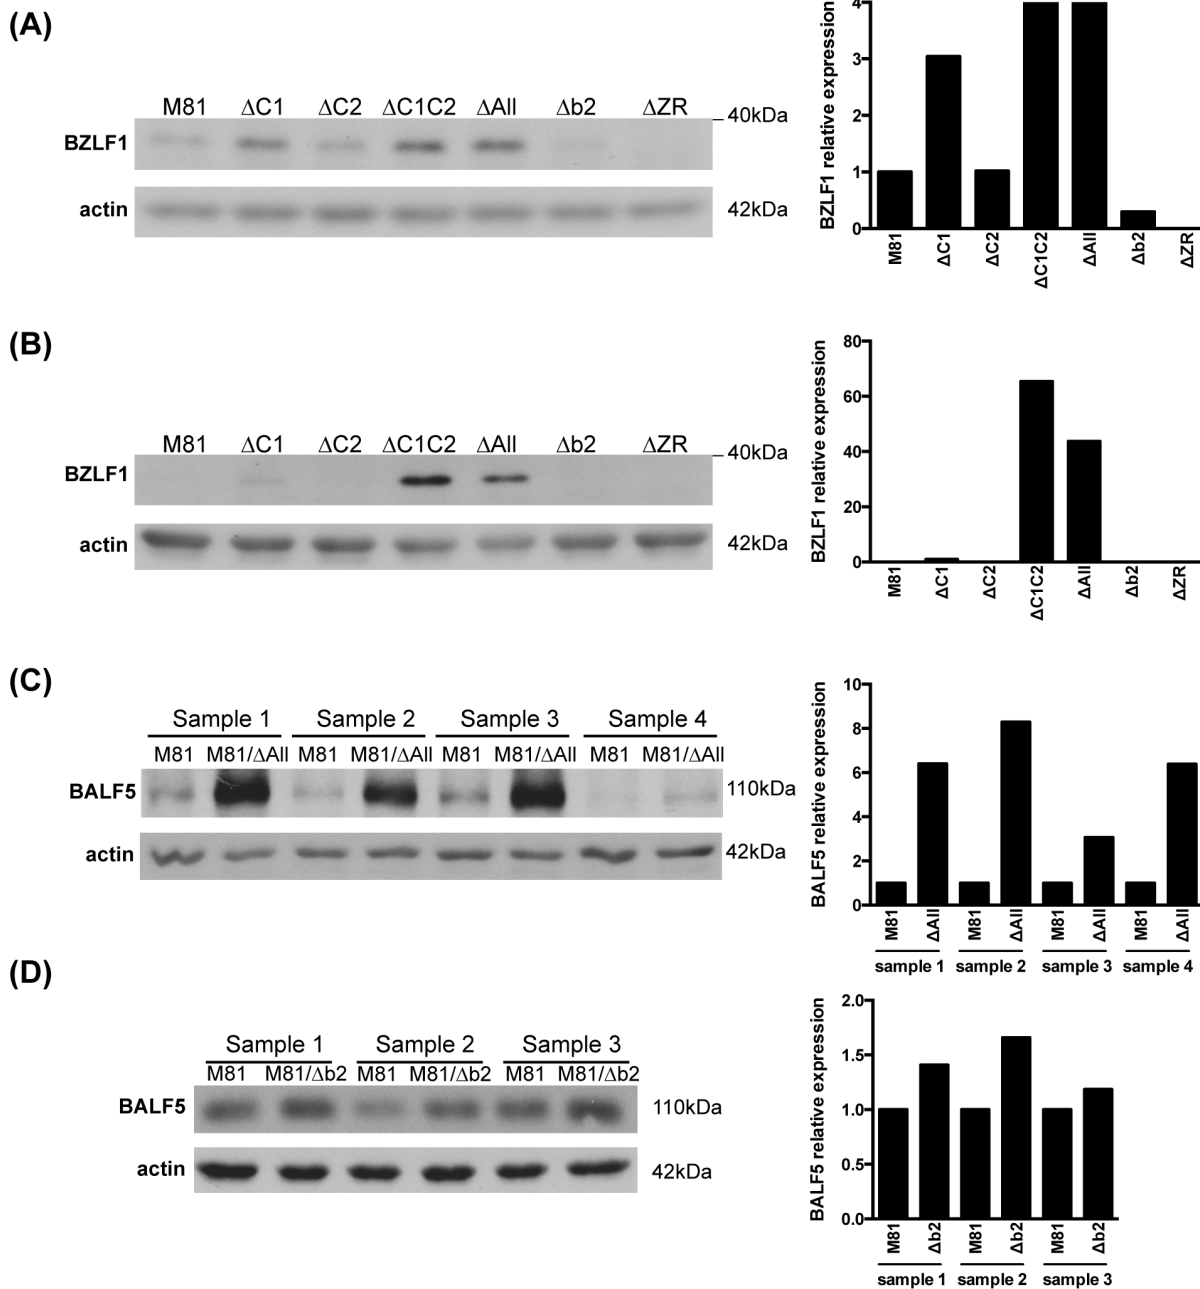 (A)
M81 ΔC1 ΔC2 ΔC1C2 ΔAll Δb2 ΔZR
BZLF1
40kDa
actin
42kDa
BZLF1 relative expression
4
3
2
1
0
M81 ΔC1 ΔC2 ΔC1C2 ΔAll Δb2 ΔZR
(B)
M81 ΔC1 ΔC2 ΔC1C2 ΔAll Δb2 ΔZR
BZLF1
40kDa
actin
42kDa
BZLF1 relative expression
80
60
40
20
0
M81 ΔC1 ΔC2 ΔC1C2 ΔAll Δb2 ΔZR
(C)
Sample 1 Sample 2 Sample 3 Sample 4
M81 M81/ΔAll M81 M81/ΔAll M81 M81/ΔAll M81 M81/ΔAll
BALF5
110kDa
actin
42kDa
BALF5 relative expression
10
8
6
4
2
0
M81 ΔAll M81 ΔAll M81 ΔAll M81 ΔAll
sample 1 sample 2 sample 3 sample 4
(D)
Sample 1 Sample 2 Sample 3
M81 M81/Δb2 M81 M81/Δb2 M81 M81/Δb2
BALF5
110kDa
actin
42kDa
BALF5 relative expression
2.0
1.5
1.0
0.5
0.0
M81 Δb2 M81 Δb2 M81 Δb2
sample 1 sample 2 sample 3